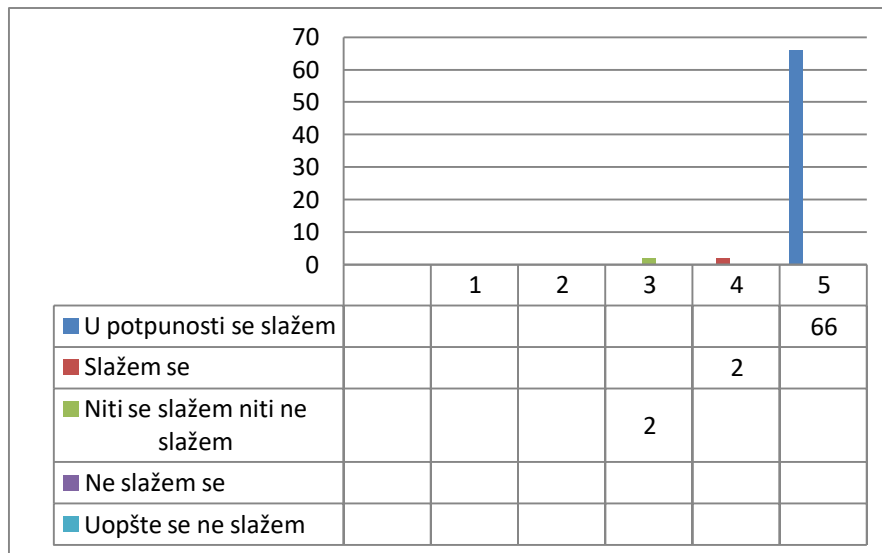 70
60
50
40
30
20
10
0
1 2 3 4 5
U potpunosti se slažem 66
Slažem se 2
Niti se slažem niti ne
slažem 2
Ne slažem se
Uopšte se ne slažem